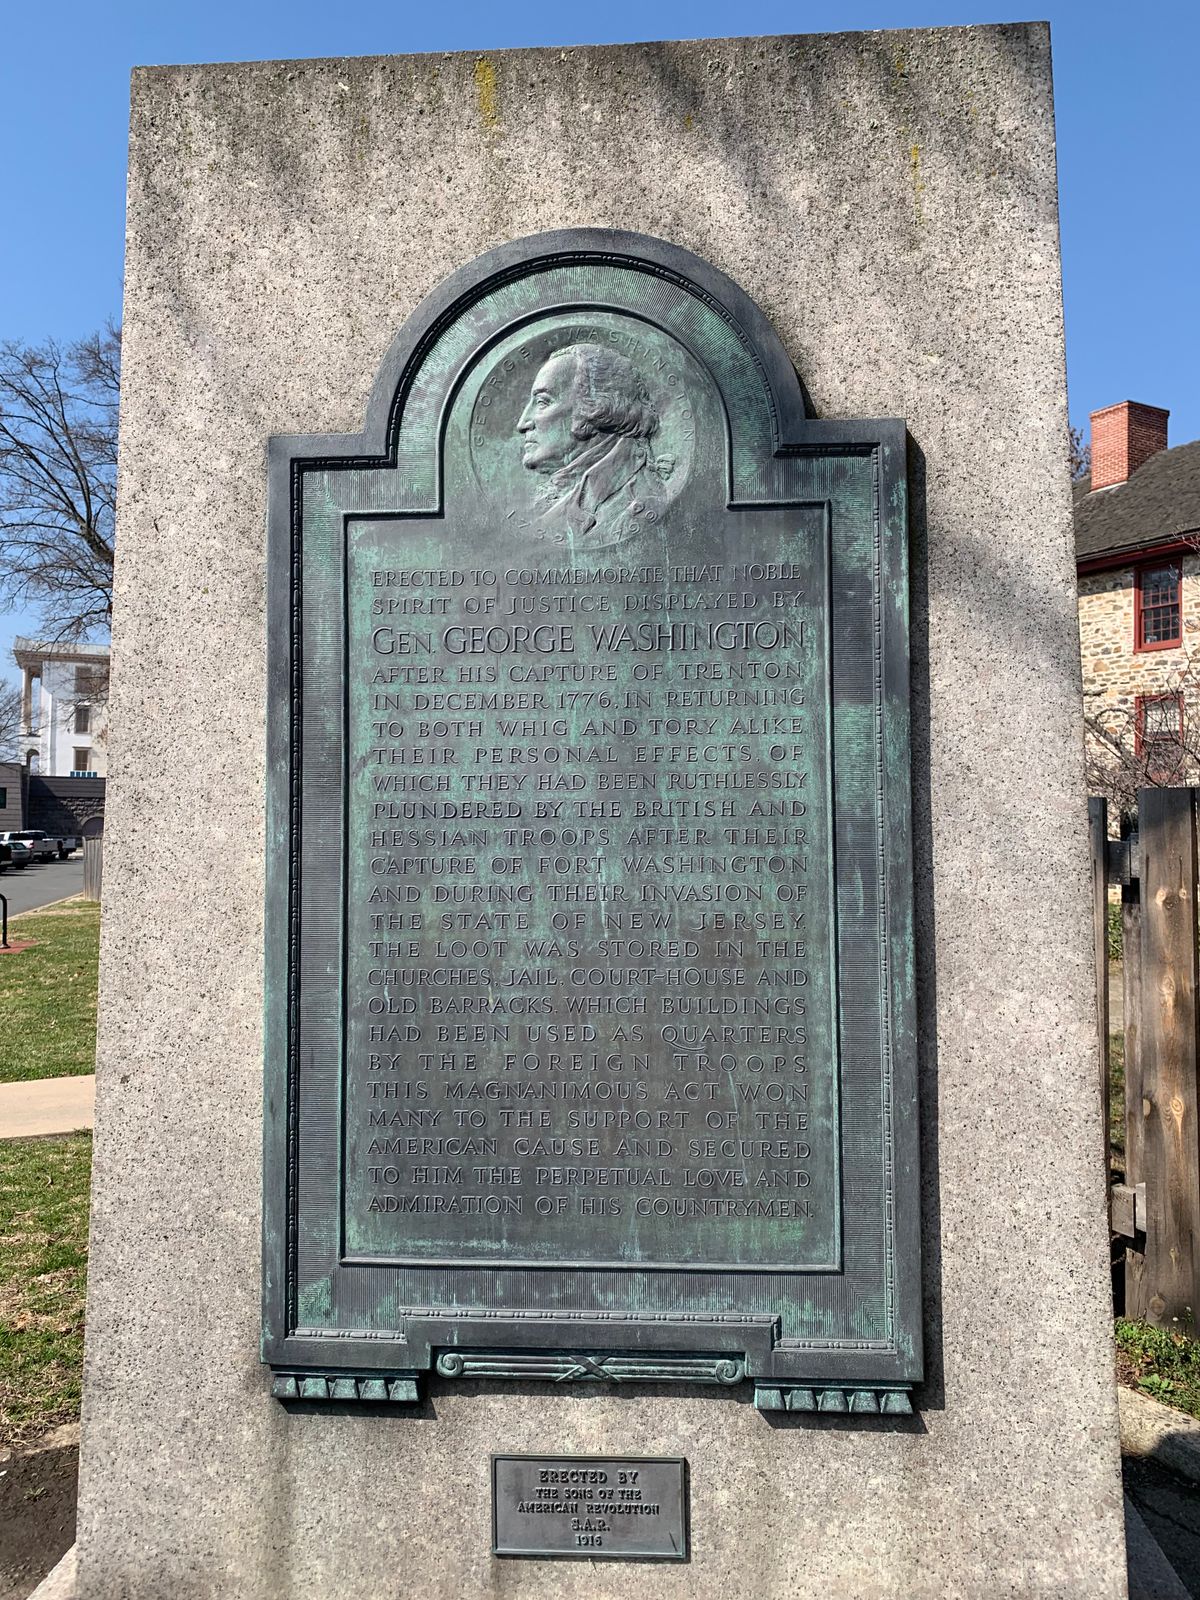 GEORGE · WASHINGTON
1732 1799
ERECTED TO COMMEMORATE THAT NOBLE
SPIRIT OF JUSTICE DISPLAYED BY
GEN. GEORGE WASHINGTON
AFTER HIS CAPTURE OF TRENTON
IN DECEMBER, 1776, IN RETURNING
TO BOTH WHIG AND TORY ALIKE
THEIR PERSONAL EFFECTS, OF
WHICH THEY HAD BEEN RUTHLESSLY
PLUNDERED BY THE BRITISH AND
HESSIAN TROOPS AFTER THEIR
CAPTURE OF FORT WASHINGTON
AND DURING THEIR INVASION OF
THE STATE OF NEW JERSEY.
THE LOOT WAS STORED IN THE
CHURCHES, JAIL, COURT-HOUSE AND
OLD BARRACKS, WHICH BUILDINGS
HAD BEEN USED AS QUARTERS
BY THE FOREIGN TROOPS
THIS MAGNANIMOUS ACT WON
MANY TO THE SUPPORT OF THE
AMERICAN CAUSE AND SECURED
TO HIM THE PERPETUAL LOVE AND
ADMIRATION OF HIS COUNTRYMEN.
ERECTED BY
THE SONS OF THE
AMERICAN REVOLUTION
S.A.R.
1916